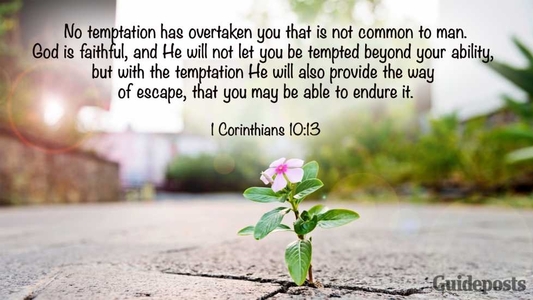 No temptation has overtaken you that is not common to man.
God is faithful, and He will not let you be tempted beyond your ability,
but with the temptation He will also provide the way
of escape, that you may be able to endure it.
1 Corinthians 10:13
Guideposts